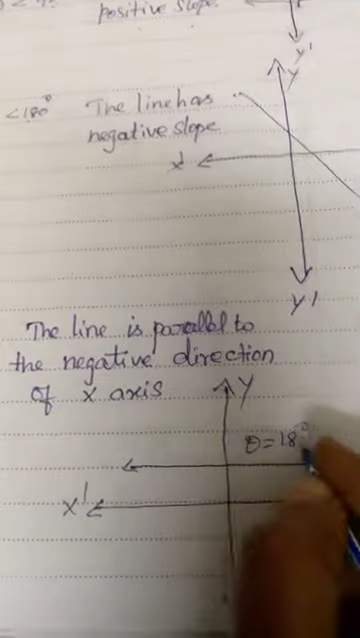 positive slope
y'
y
<180° The line has
negative slope
x'
y'
The line is parallel to
the negative direction
of x axis
y
θ=18
x'